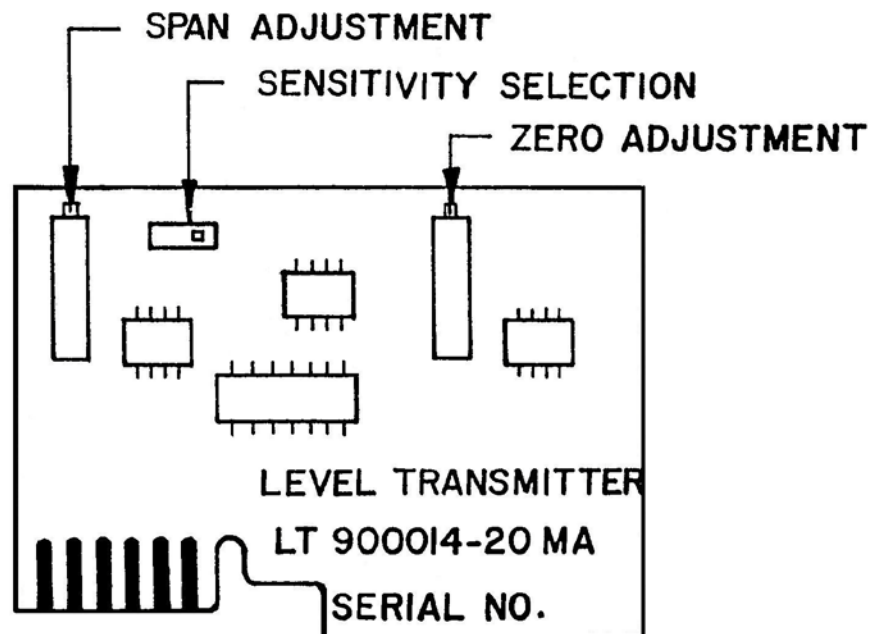 SPAN ADJUSTMENT
SENSITIVITY SELECTION
ZERO ADJUSTMENT
LEVEL TRANSMITTER
LT 900014-20 MA
SERIAL NO.